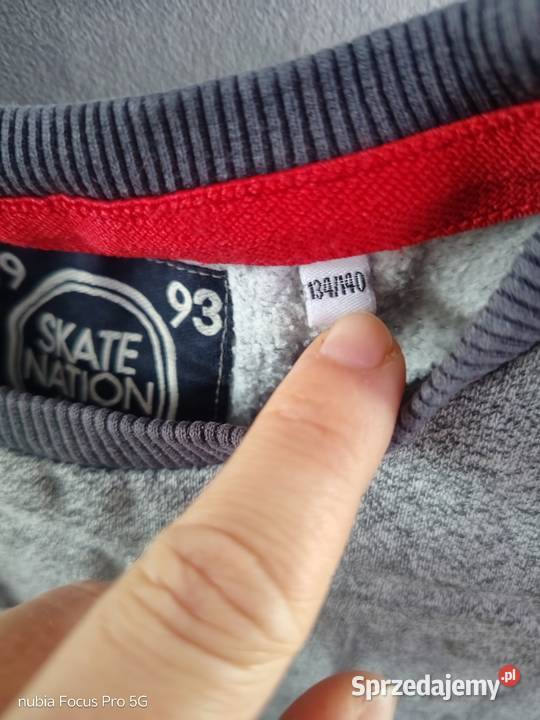 9
93
SKATE
NATION
134/140
nubia Focus Pro 5G
Sprzedajemy.pl